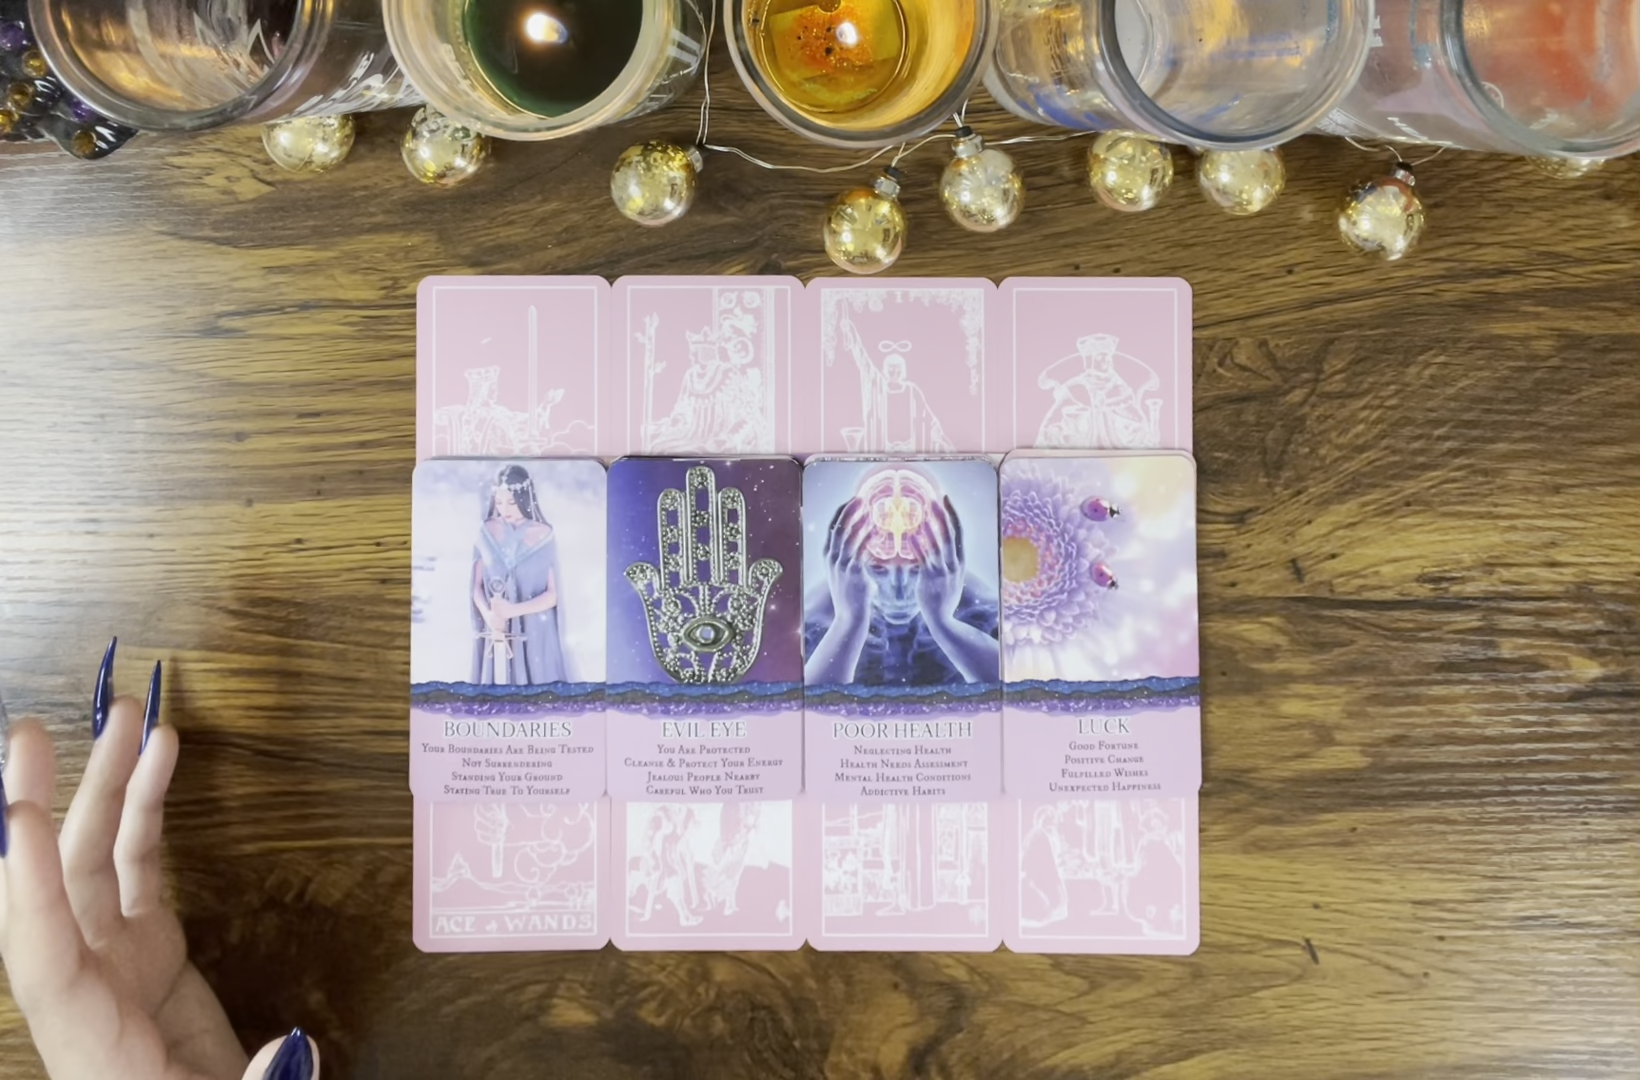 I
BOUNDARIES
YOUR BOUNDARIES ARE BEING TESTED
NOT SURRENDERING
STANDING YOUR GROUND
STAYING TRUE TO YOURSELF
EVIL EYE
YOU ARE PROTECTED
CLEANSE & PROTECT YOUR ENERGY
JEALOUS PEOPLE NEARBY
CAREFUL WHO YOU TRUST
POOR HEALTH
NEGLECTING HEALTH
HEALTH NEEDS ASSESSMENT
MENTAL HEALTH CONDITIONS
ADDICTIVE HABITS
LUCK
GOOD FORTUNE
POSITIVE CHANGE
FULFILLED WISHES
UNEXPECTED HAPPINESS
ACE of WANDS